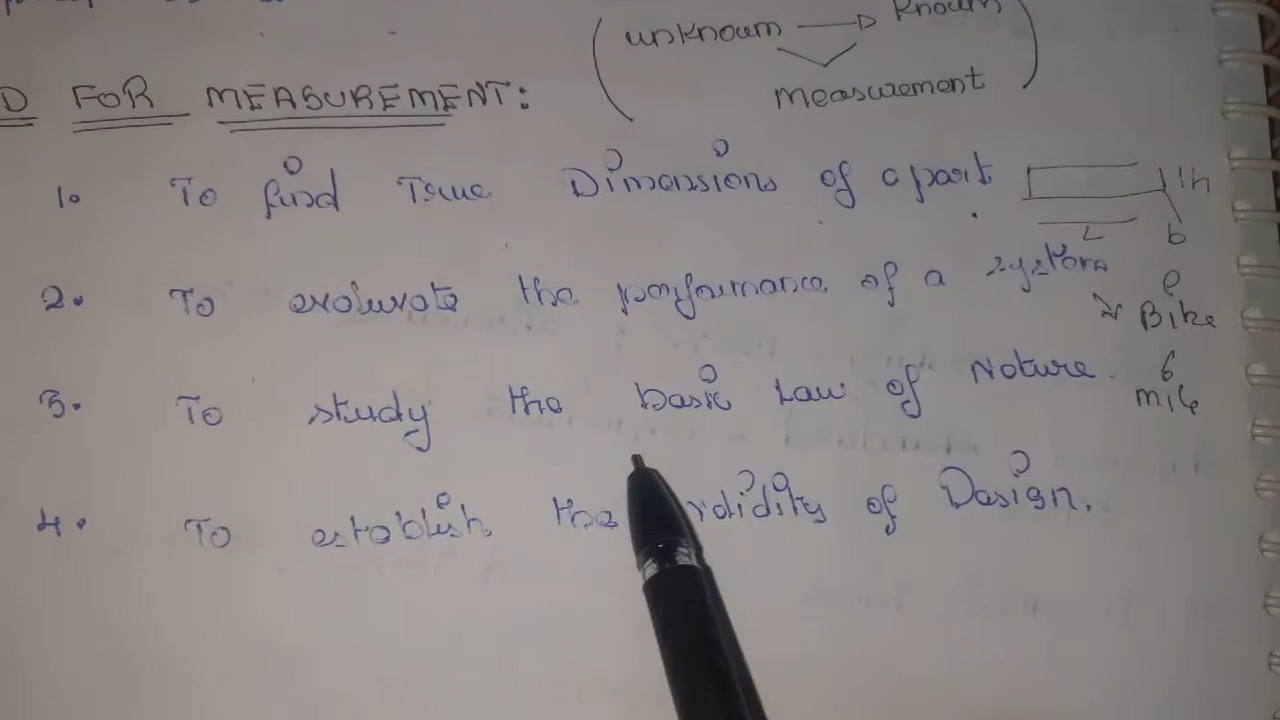 unknown → known
D FOR MEASUREMENT:
measurement
1. To find True Dimensions of a part h
L b
2. To evaluate the performance of a system
Bike
3. To study the basic Law of Nature.
4. To establish the validity of Design.